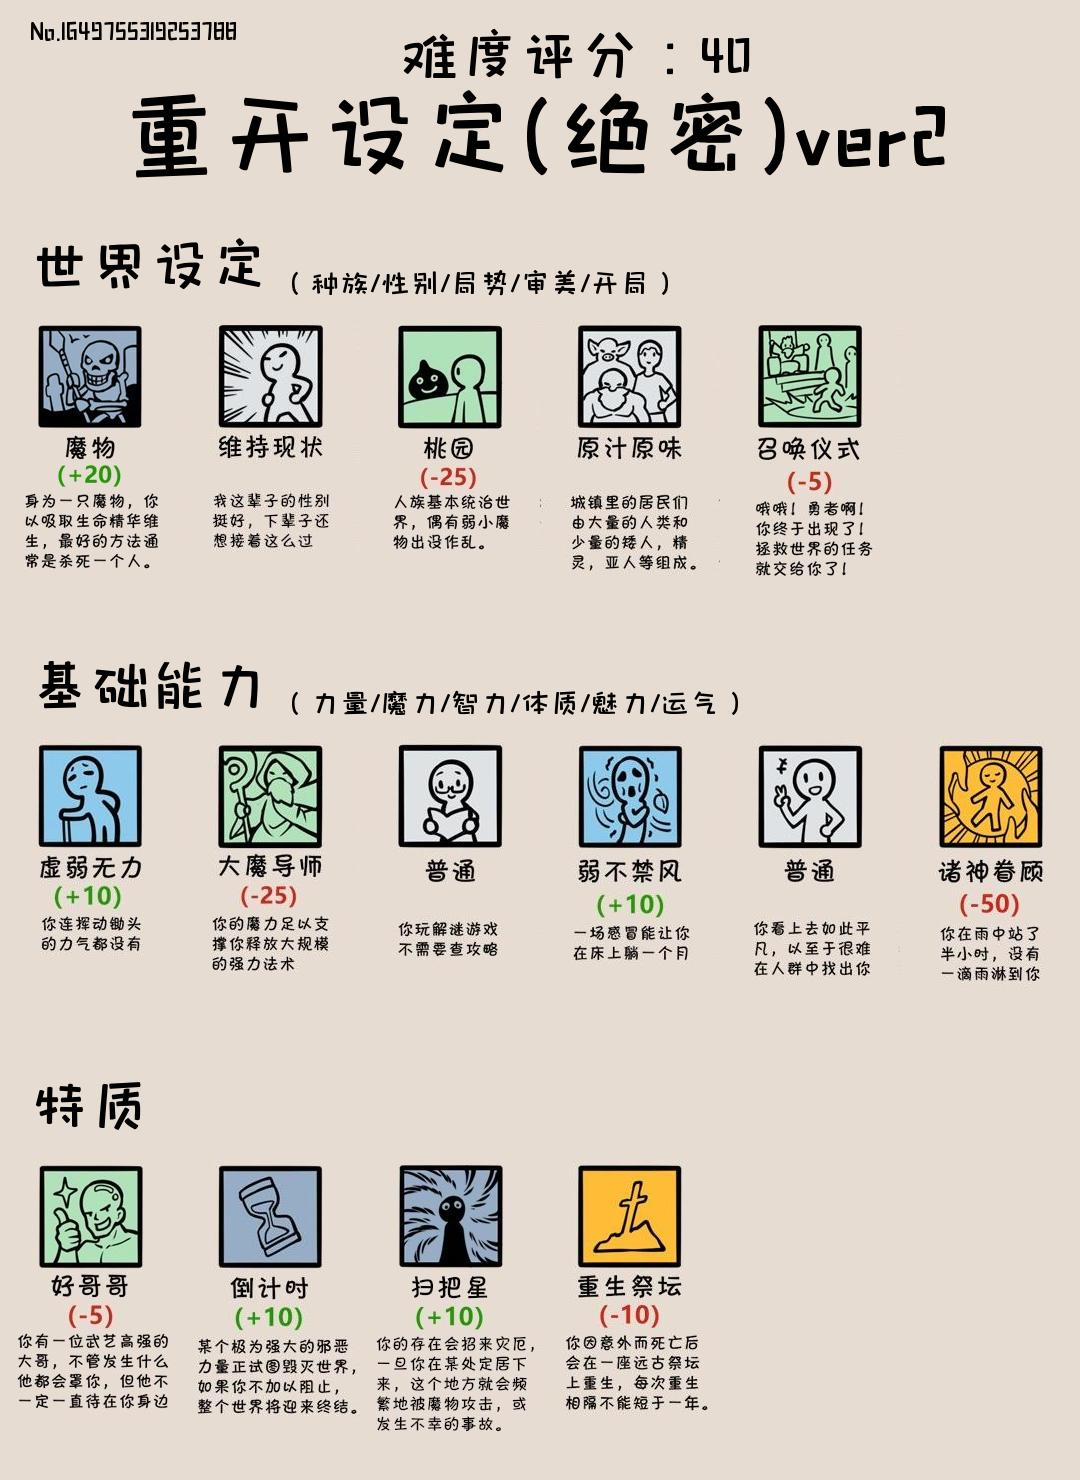 No.1649755319253788
难度评分：40
重开设定(绝密)ver2
世界设定
（种族/性别/局势/审美/开局）
魔物
(+20)
身为一只魔物，你
以吸取生命精华维
生，最好的方法通
常是杀死一个人。
维持现状
我这辈子的性别
挺好，下辈子还
想接着这么过
桃园
(-25)
人族基本统治世
界，偶有弱小魔
物出没作乱。
原汁原味
城镇里的居民们
由大量的人类和
少量的矮人，精
灵，亚人等组成。
召唤仪式
(-5)
哦哦！勇者啊！
你终于出现了！
拯救世界的任务
就交给你了！
基础能力
（力量/魔力/智力/体质/魅力/运气）
虚弱无力
(+10)
你连挥动锄头
的力气都没有
大魔导师
(-25)
你的魔力足以支
撑你释放大规模
的强力法术
普通
你玩解谜游戏
不需要查攻略
弱不禁风
(+10)
一场感冒能让你
在床上躺一个月
普通
你看上去如此平
凡，以至于很难
在人群中找出你
诸神眷顾
(-50)
你在雨中站了
半小时，没有
一滴雨淋到你
特质
好哥哥
(-5)
你有一位武艺高强的
大哥，不管发生什么
他都会罩你，但他不
一定一直待在你身边
倒计时
(+10)
某个极为强大的邪恶
力量正试图毁灭世界，
如果你不加以阻止，
整个世界将迎来终结。
扫把星
(+10)
你的存在会招来灾厄，
一旦你在某处定居下
来，这个地方就会频
繁地被魔物攻击，或
发生不幸的事故。
重生祭坛
(-10)
你因意外而死亡后
会在一座远古祭坛
上重生，每次重生
相隔不能短于一年。